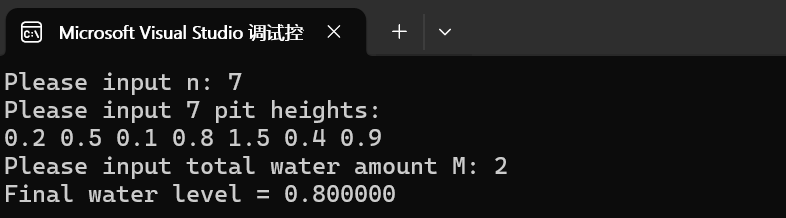 Microsoft Visual Studio 调试控
Please input n: 7
Please input 7 pit heights:
0.2 0.5 0.1 0.8 1.5 0.4 0.9
Please input total water amount M: 2
Final water level = 0.800000